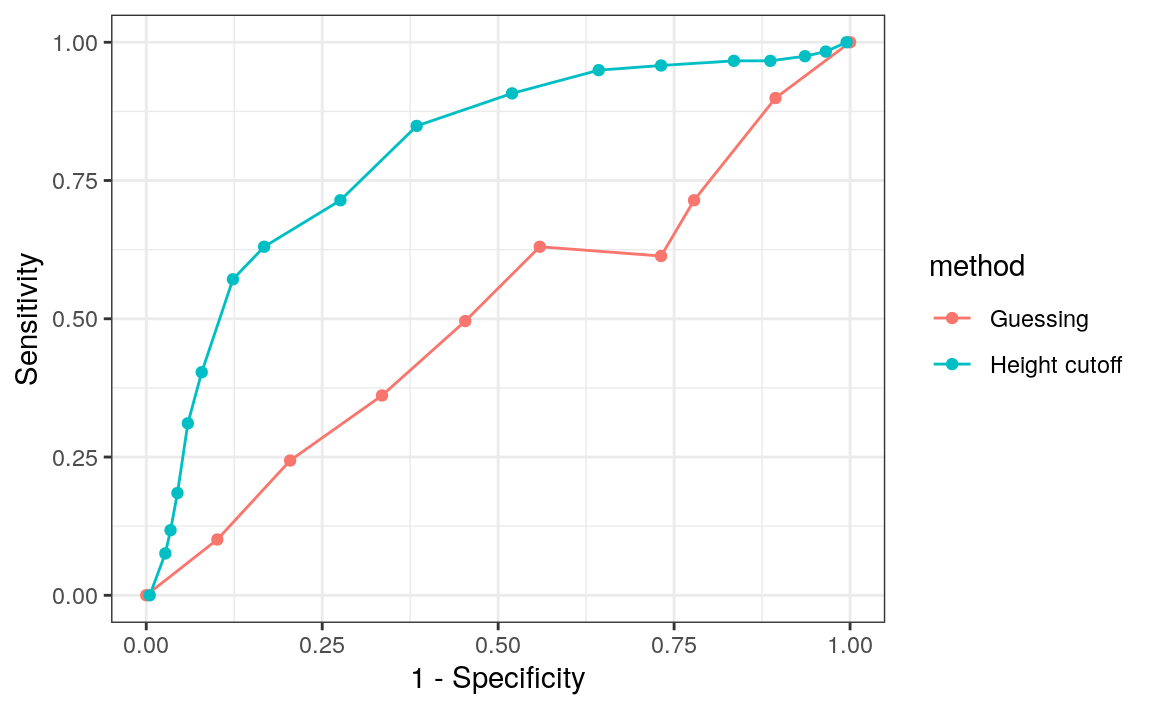 1.00
0.75
0.50
0.25
0.00
Sensitivity
0.00 0.25 0.50 0.75 1.00
1 - Specificity
method
Guessing
Height cutoff